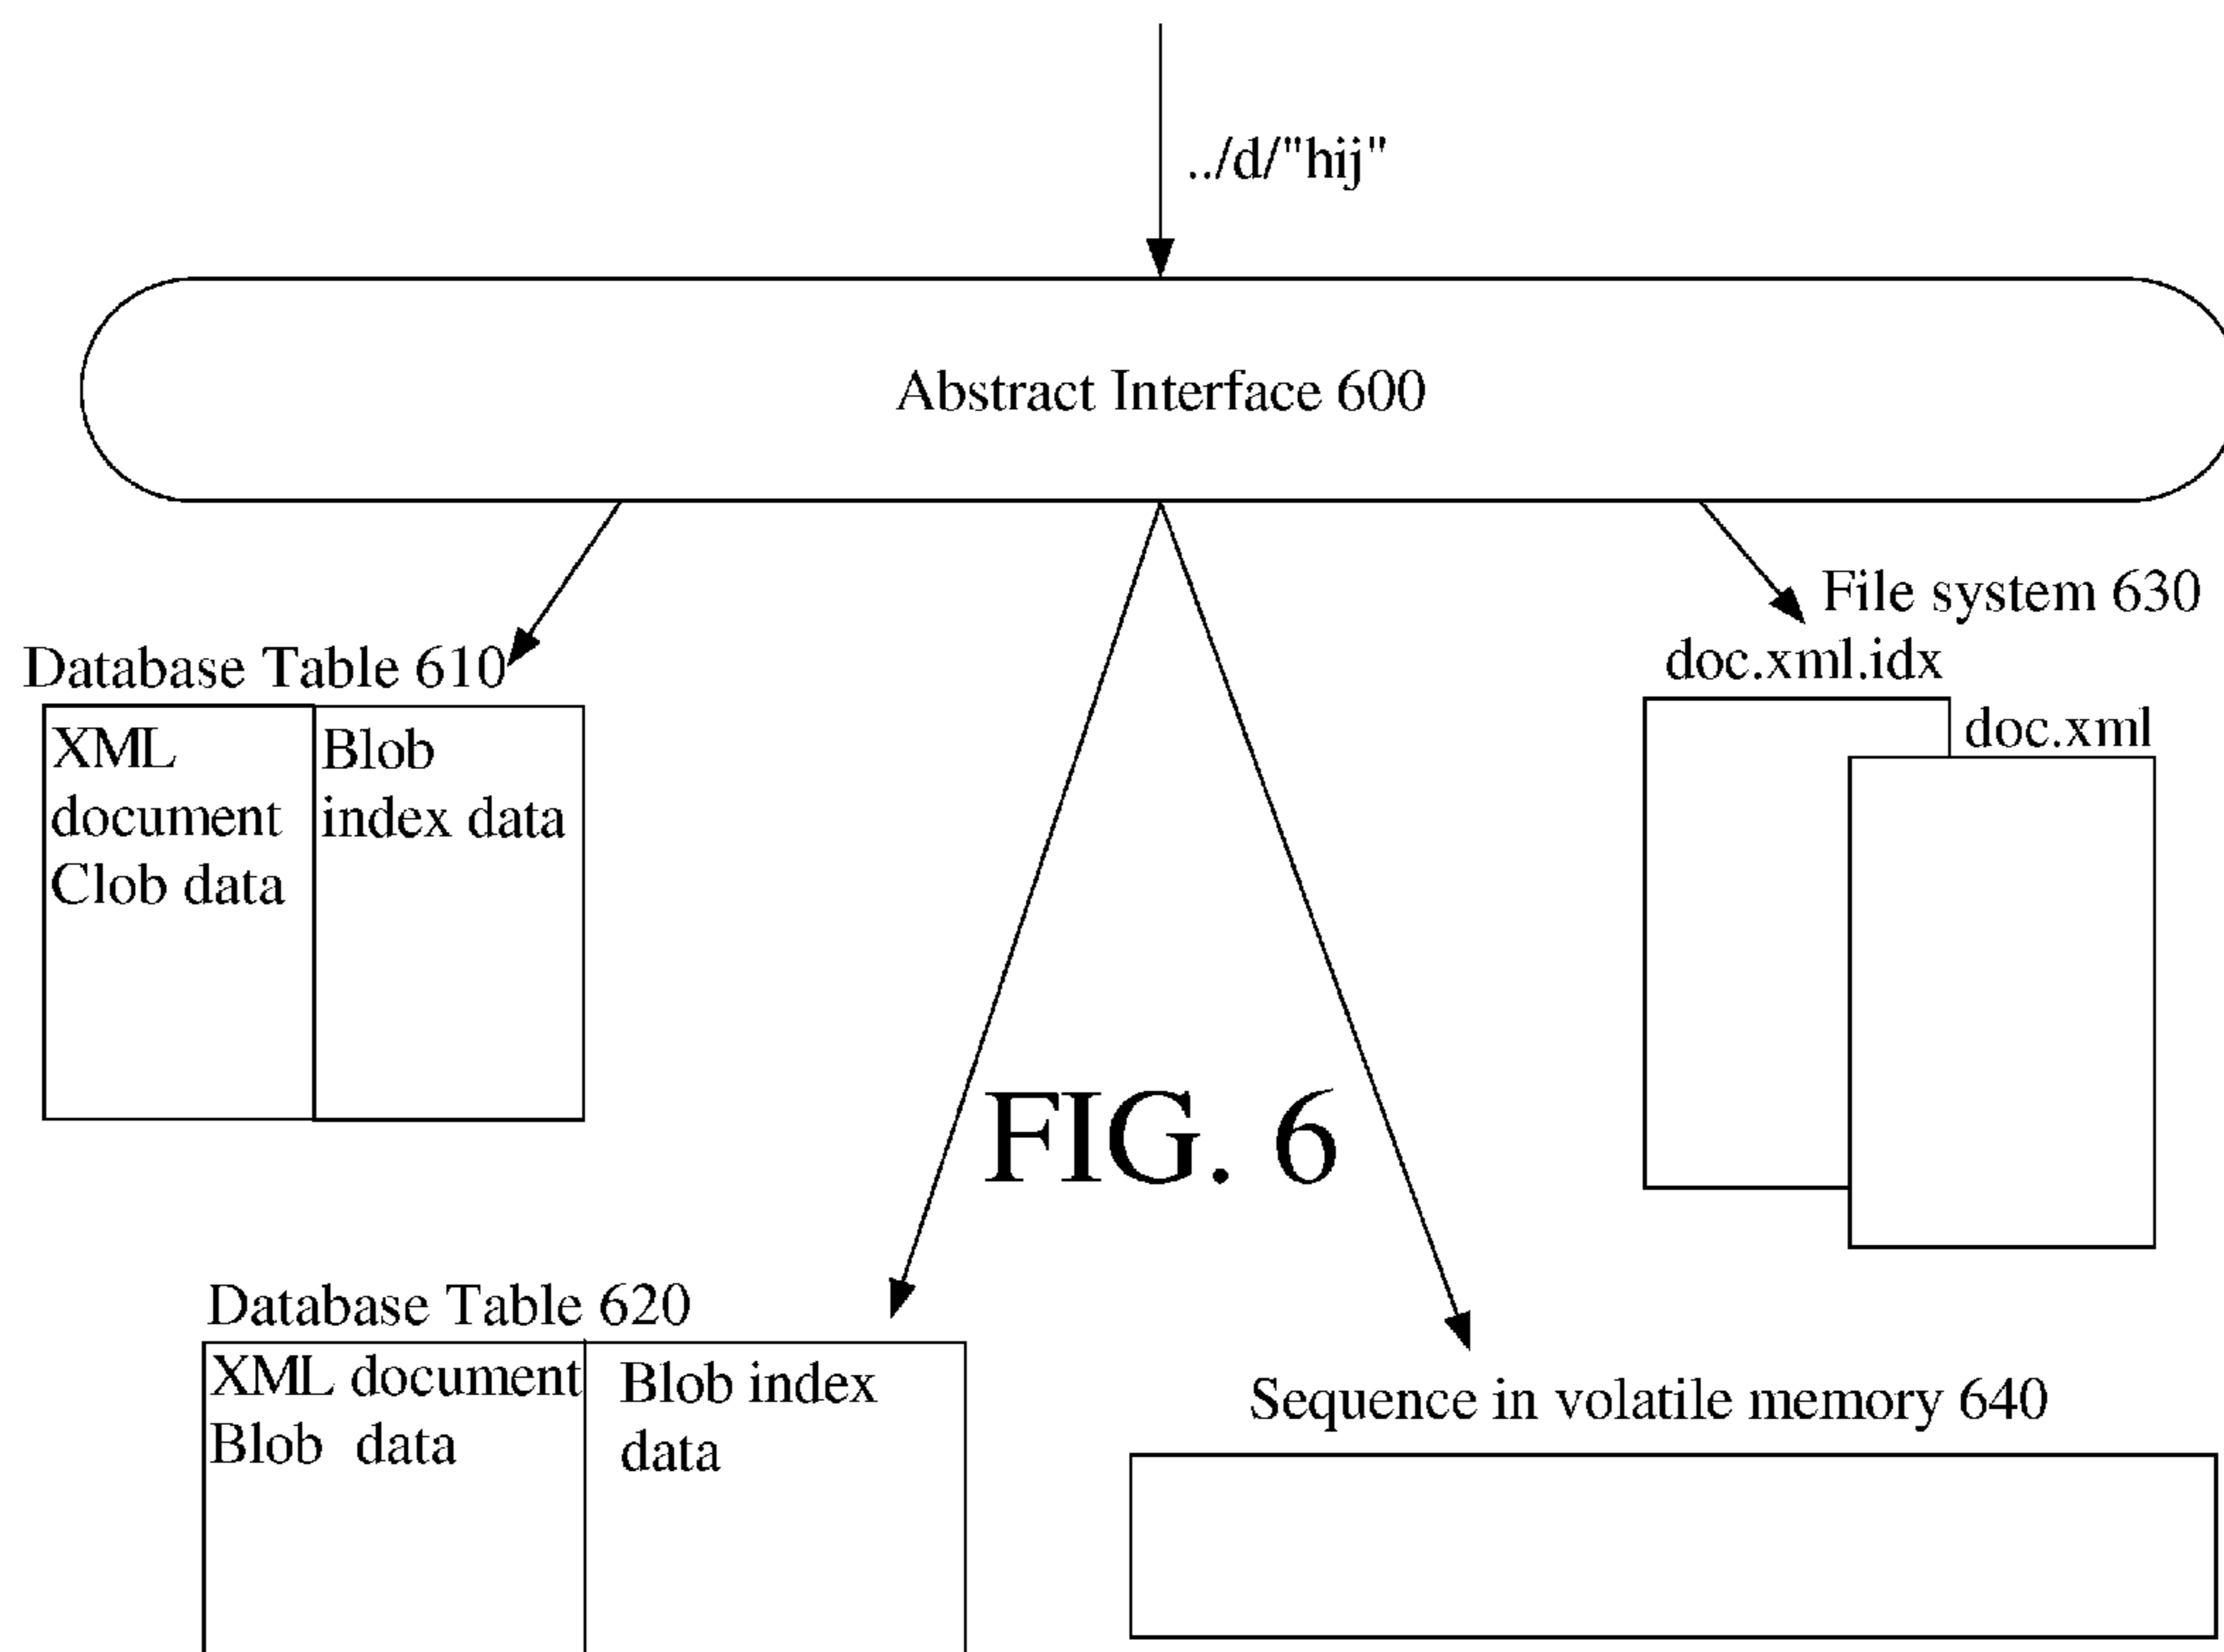 ../d/"hij"
Abstract Interface 600
File system 630
doc.xml.idx
doc.xml
Database Table 610
XML
document
Clob data
Blob
index data
FIG. 6
Database Table 620
XML document
Blob data
Blob index
data
Sequence in volatile memory 640